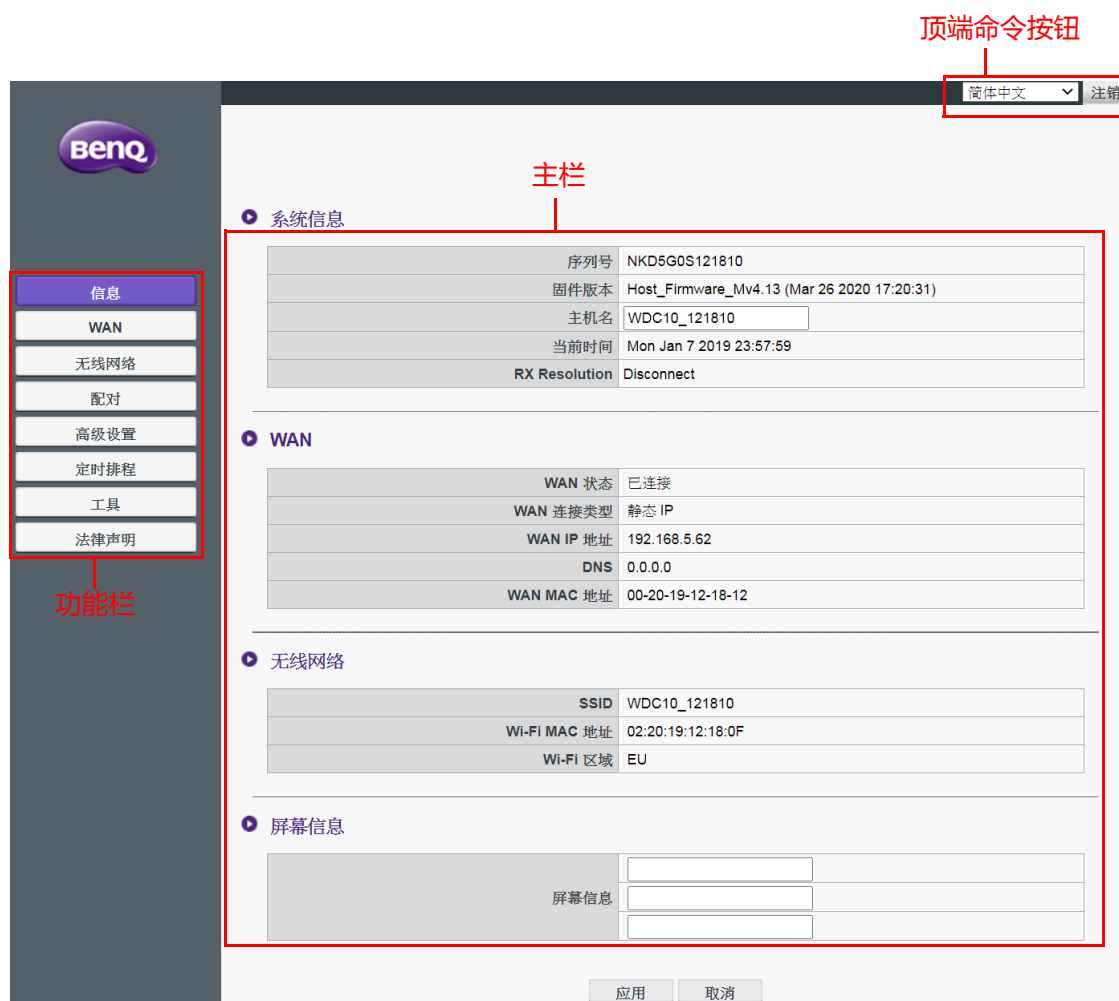 顶端命令按钮
简体中文
注销
BenQ
主栏
系统信息
序列号 NKD5G0S121810
固件版本 Host_Firmware_Mv4.13 (Mar 26 2020 17:20:31)
主机名 WDC10_121810
当前时间 Mon Jan 7 2019 23:57:59
RX Resolution Disconnect
信息
WAN
无线网络
配对
高级设置
定时排程
工具
法律声明
功能栏
WAN
WAN 状态 已连接
WAN 连接类型 静态 IP
WAN IP 地址 192.168.5.62
DNS 0.0.0.0
WAN MAC 地址 00-20-19-12-18-12
无线网络
SSID WDC10_121810
Wi-Fi MAC 地址 02:20:19:12:18:0F
Wi-Fi 区域 EU
屏幕信息
屏幕信息
应用 取消